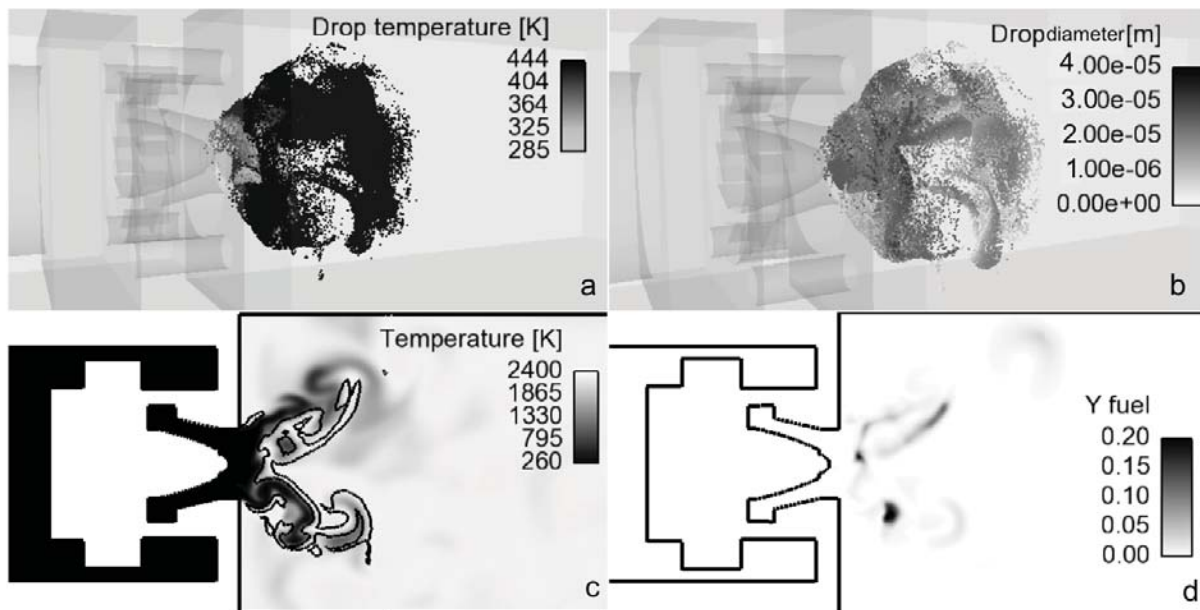 Drop temperature [K]
444
404
364
325
285
a
Dropdiameter[m]
4.00e-05
3.00e-05
2.00e-05
1.00e-06
0.00e+00
b
Temperature [K]
2400
1865
1330
795
260
c
Y fuel
0.20
0.15
0.10
0.05
0.00
d